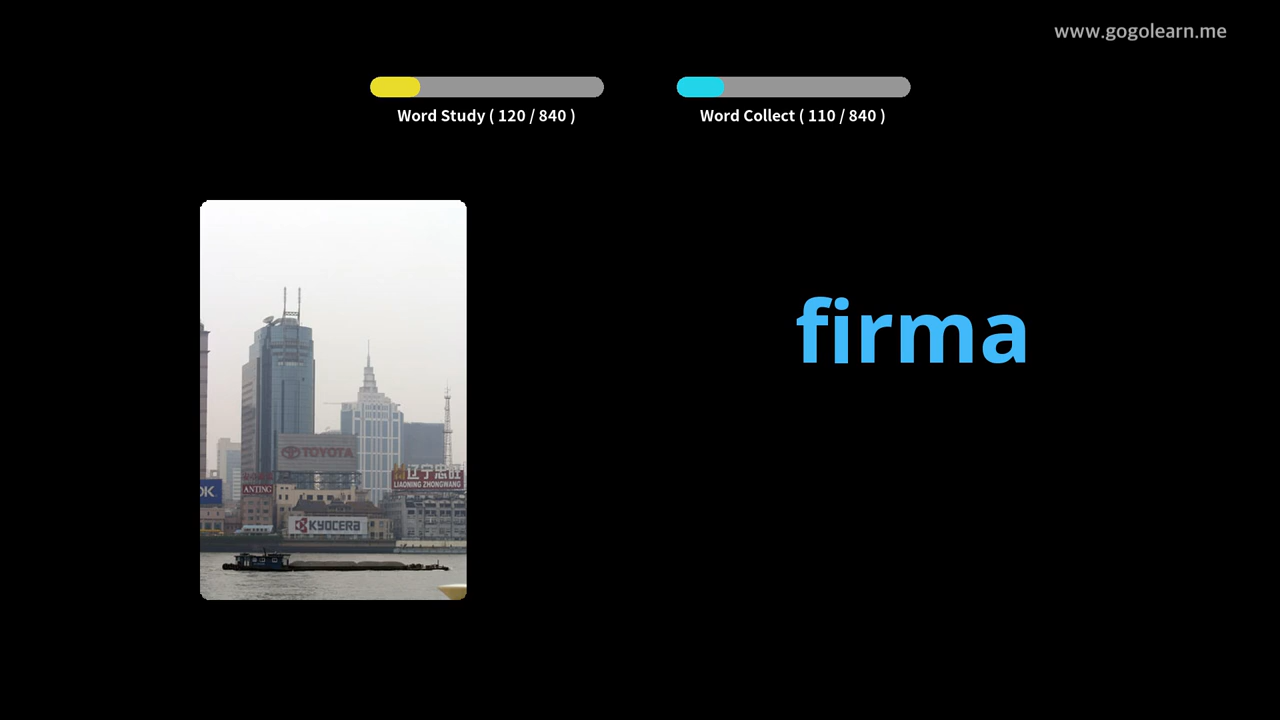 www.gogolearn.me
Word Study ( 120 / 840 )
Word Collect ( 110 / 840 )
firma
TOYOTA
辽宁忠旺
LIAONING ZHONGWANG
OK
ANTING
KYOCERA